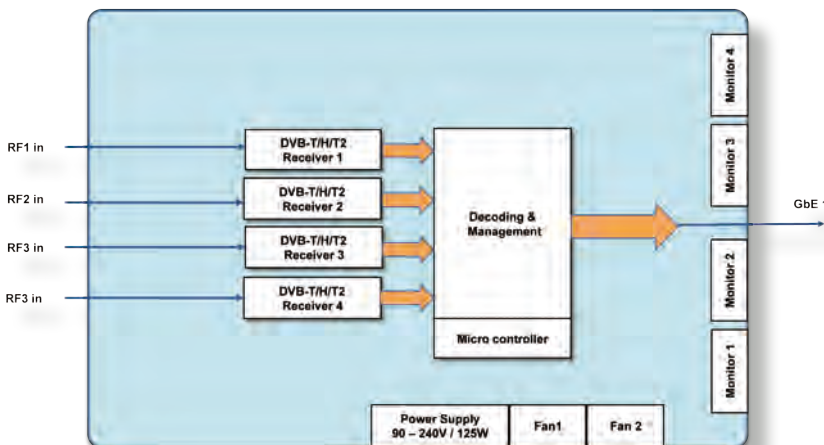 RF1 in
RF2 in
RF3 in
RF3 in
DVB-T/H/T2
Receiver 1
DVB-T/H/T2
Receiver 2
DVB-T/H/T2
Receiver 3
DVB-T/H/T2
Receiver 4
Decoding &
Management
Micro controller
Monitor 4
Monitor 3
GbE 1
Monitor 2
Monitor 1
Power Supply
90 – 240V / 125W
Fan1
Fan 2